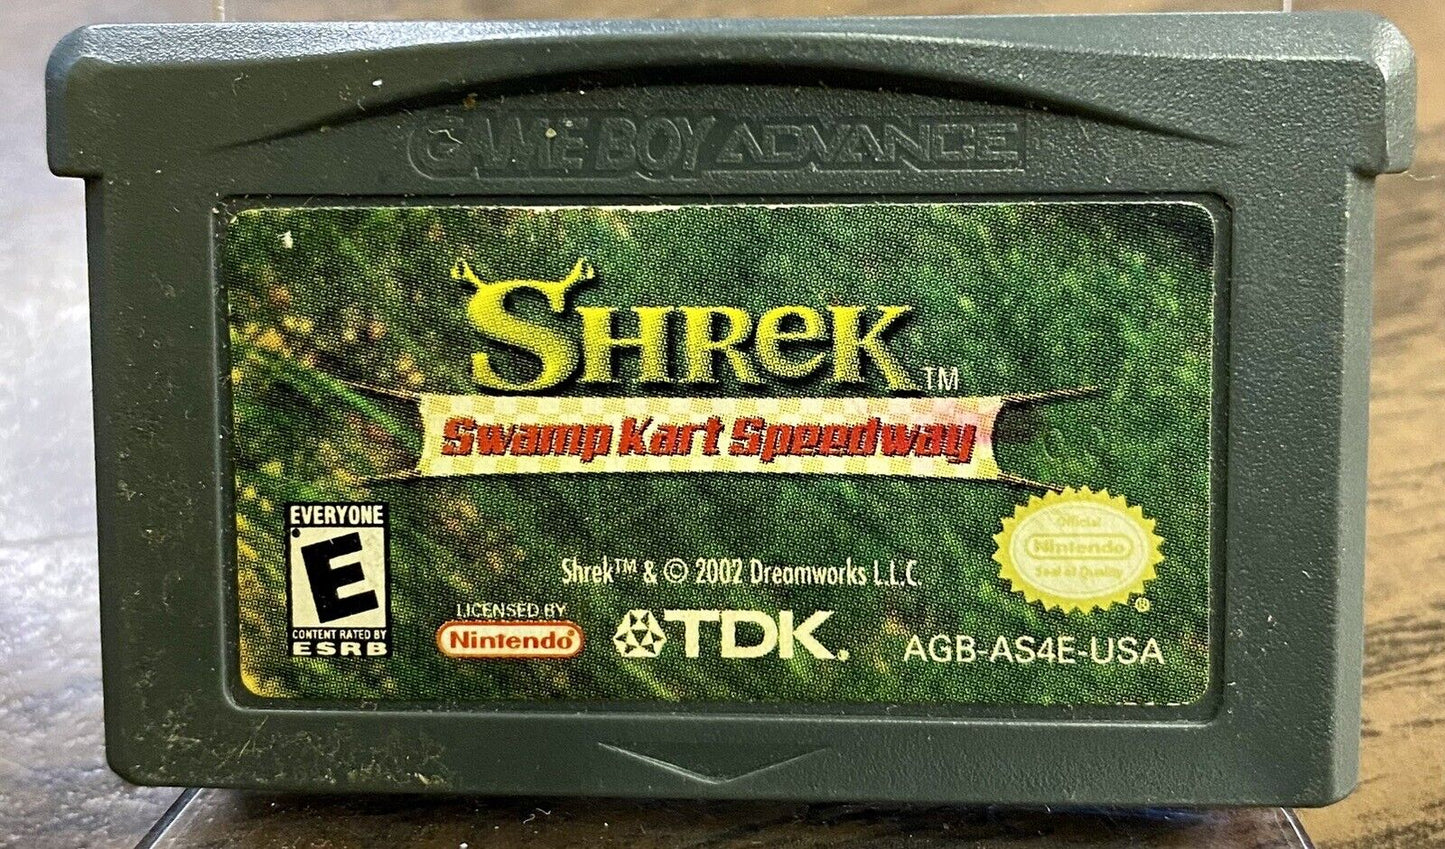 GAME BOY ADVANCE
SHReK™
Swamp Kart Speedway
EVERYONE
E
CONTENT RATED BY
ESRB
Shrek™ & © 2002 Dreamworks L.L.C.
LICENSED BY
Nintendo®
TDK.
Official
Nintendo
Seal of Quality
®
AGB-AS4E-USA